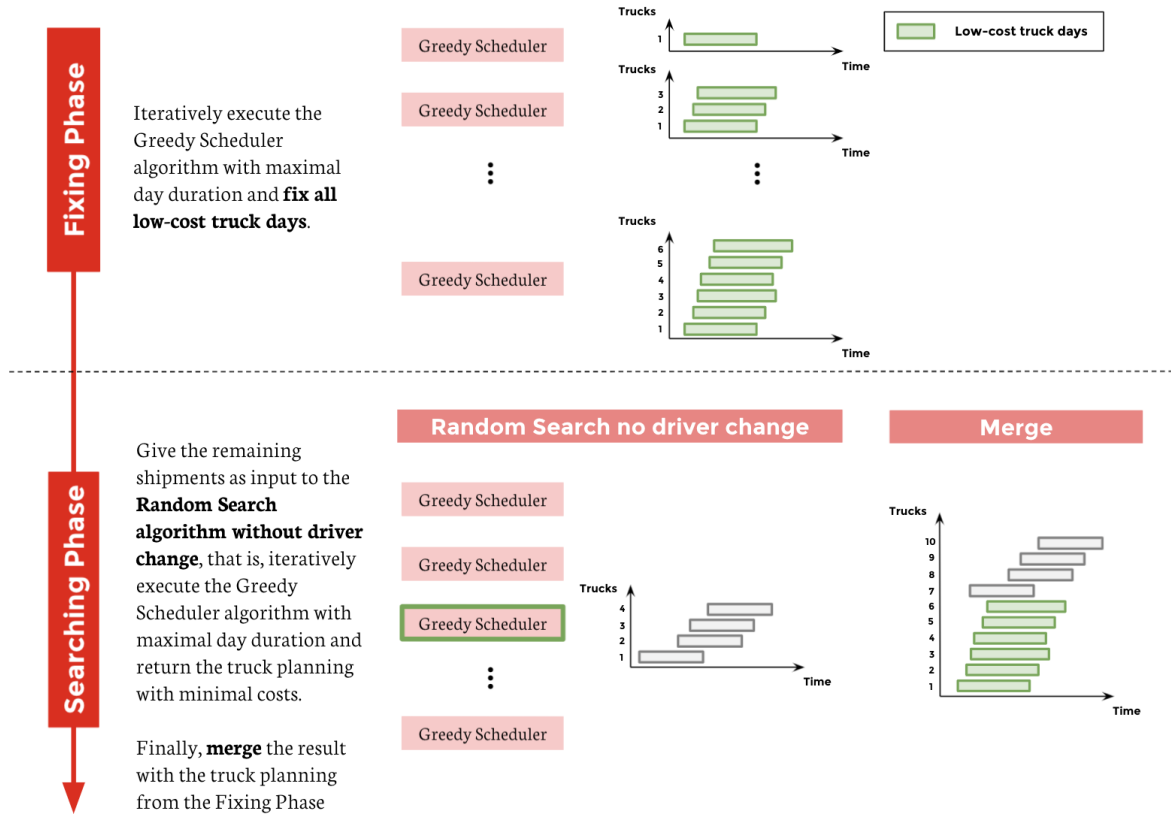 Fixing Phase
Iteratively execute the
Greedy Scheduler
algorithm with maximal
day duration and fix all
low-cost truck days.
Greedy Scheduler
Greedy Scheduler
Greedy Scheduler
Trucks
1
Time
Low-cost truck days
Trucks
3
2
1
Time
Trucks
6
5
4
3
2
1
Time
Searching Phase
Give the remaining
shipments as input to the
Random Search
algorithm without driver
change, that is, iteratively
execute the Greedy
Scheduler algorithm with
maximal day duration and
return the truck planning
with minimal costs.
Finally, merge the result
with the truck planning
from the Fixing Phase
Random Search no driver change
Greedy Scheduler
Greedy Scheduler
Greedy Scheduler
Greedy Scheduler
Trucks
4
3
2
1
Time
Merge
Trucks
10
9
8
7
6
5
4
3
2
1
Time